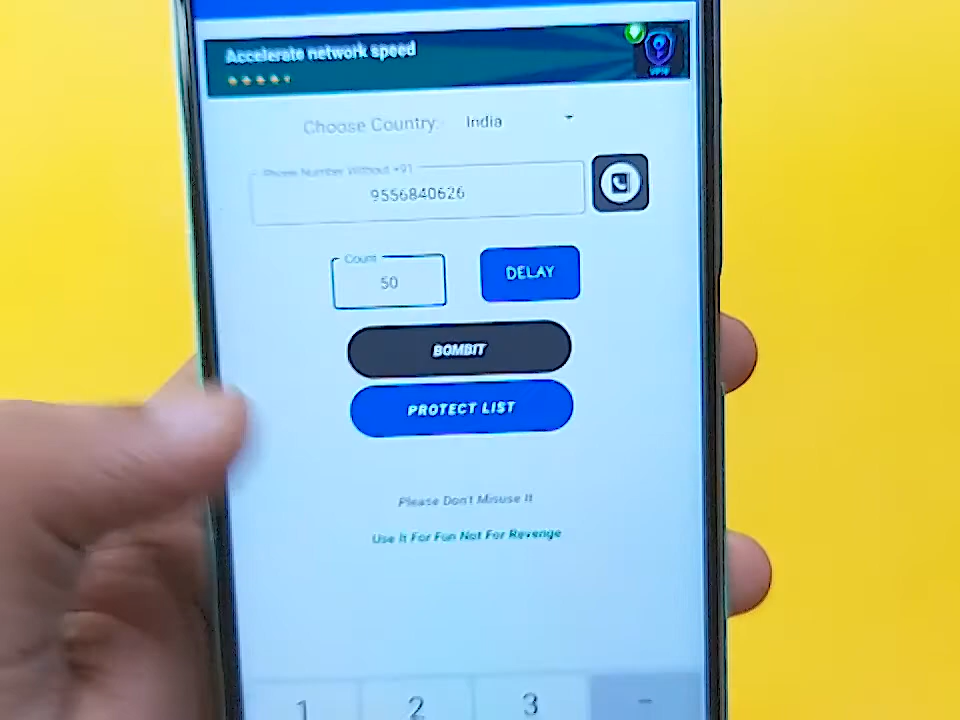 Accelerate network speed
VPN
Choose Country: India
Phone Number Without +91
9556840626
Count
50
DELAY
BOMBIT
PROTECT LIST
Please Don't Misuse It
Use It For Fun Not For Revenge
1 2 3 -